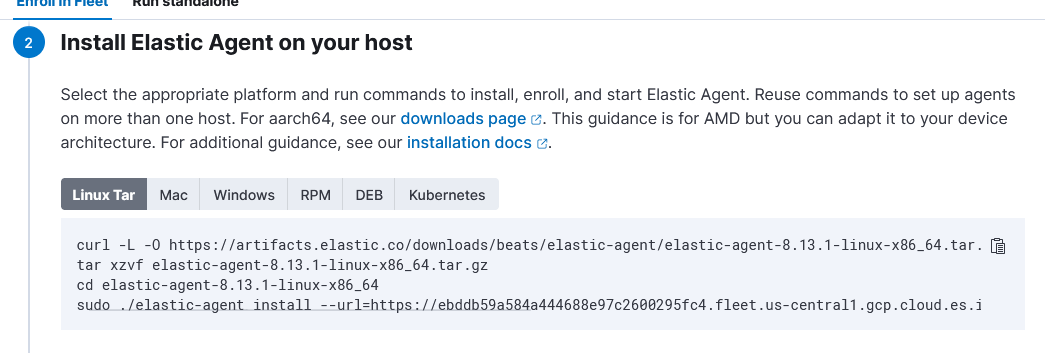 Enroll in Fleet Run standalone
2
Install Elastic Agent on your host
Select the appropriate platform and run commands to install, enroll, and start Elastic Agent. Reuse commands to set up agents
on more than one host. For aarch64, see our downloads page. This guidance is for AMD but you can adapt it to your device
architecture. For additional guidance, see our installation docs.
Linux Tar Mac Windows RPM DEB Kubernetes
curl -L -O https://artifacts.elastic.co/downloads/beats/elastic-agent/elastic-agent-8.13.1-linux-x86_64.tar.
tar xzvf elastic-agent-8.13.1-linux-x86_64.tar.gz
cd elastic-agent-8.13.1-linux-x86_64
sudo ./elastic-agent install --url=https://ebddb59a584a444688e97c2600295fc4.fleet.us-central1.gcp.cloud.es.i